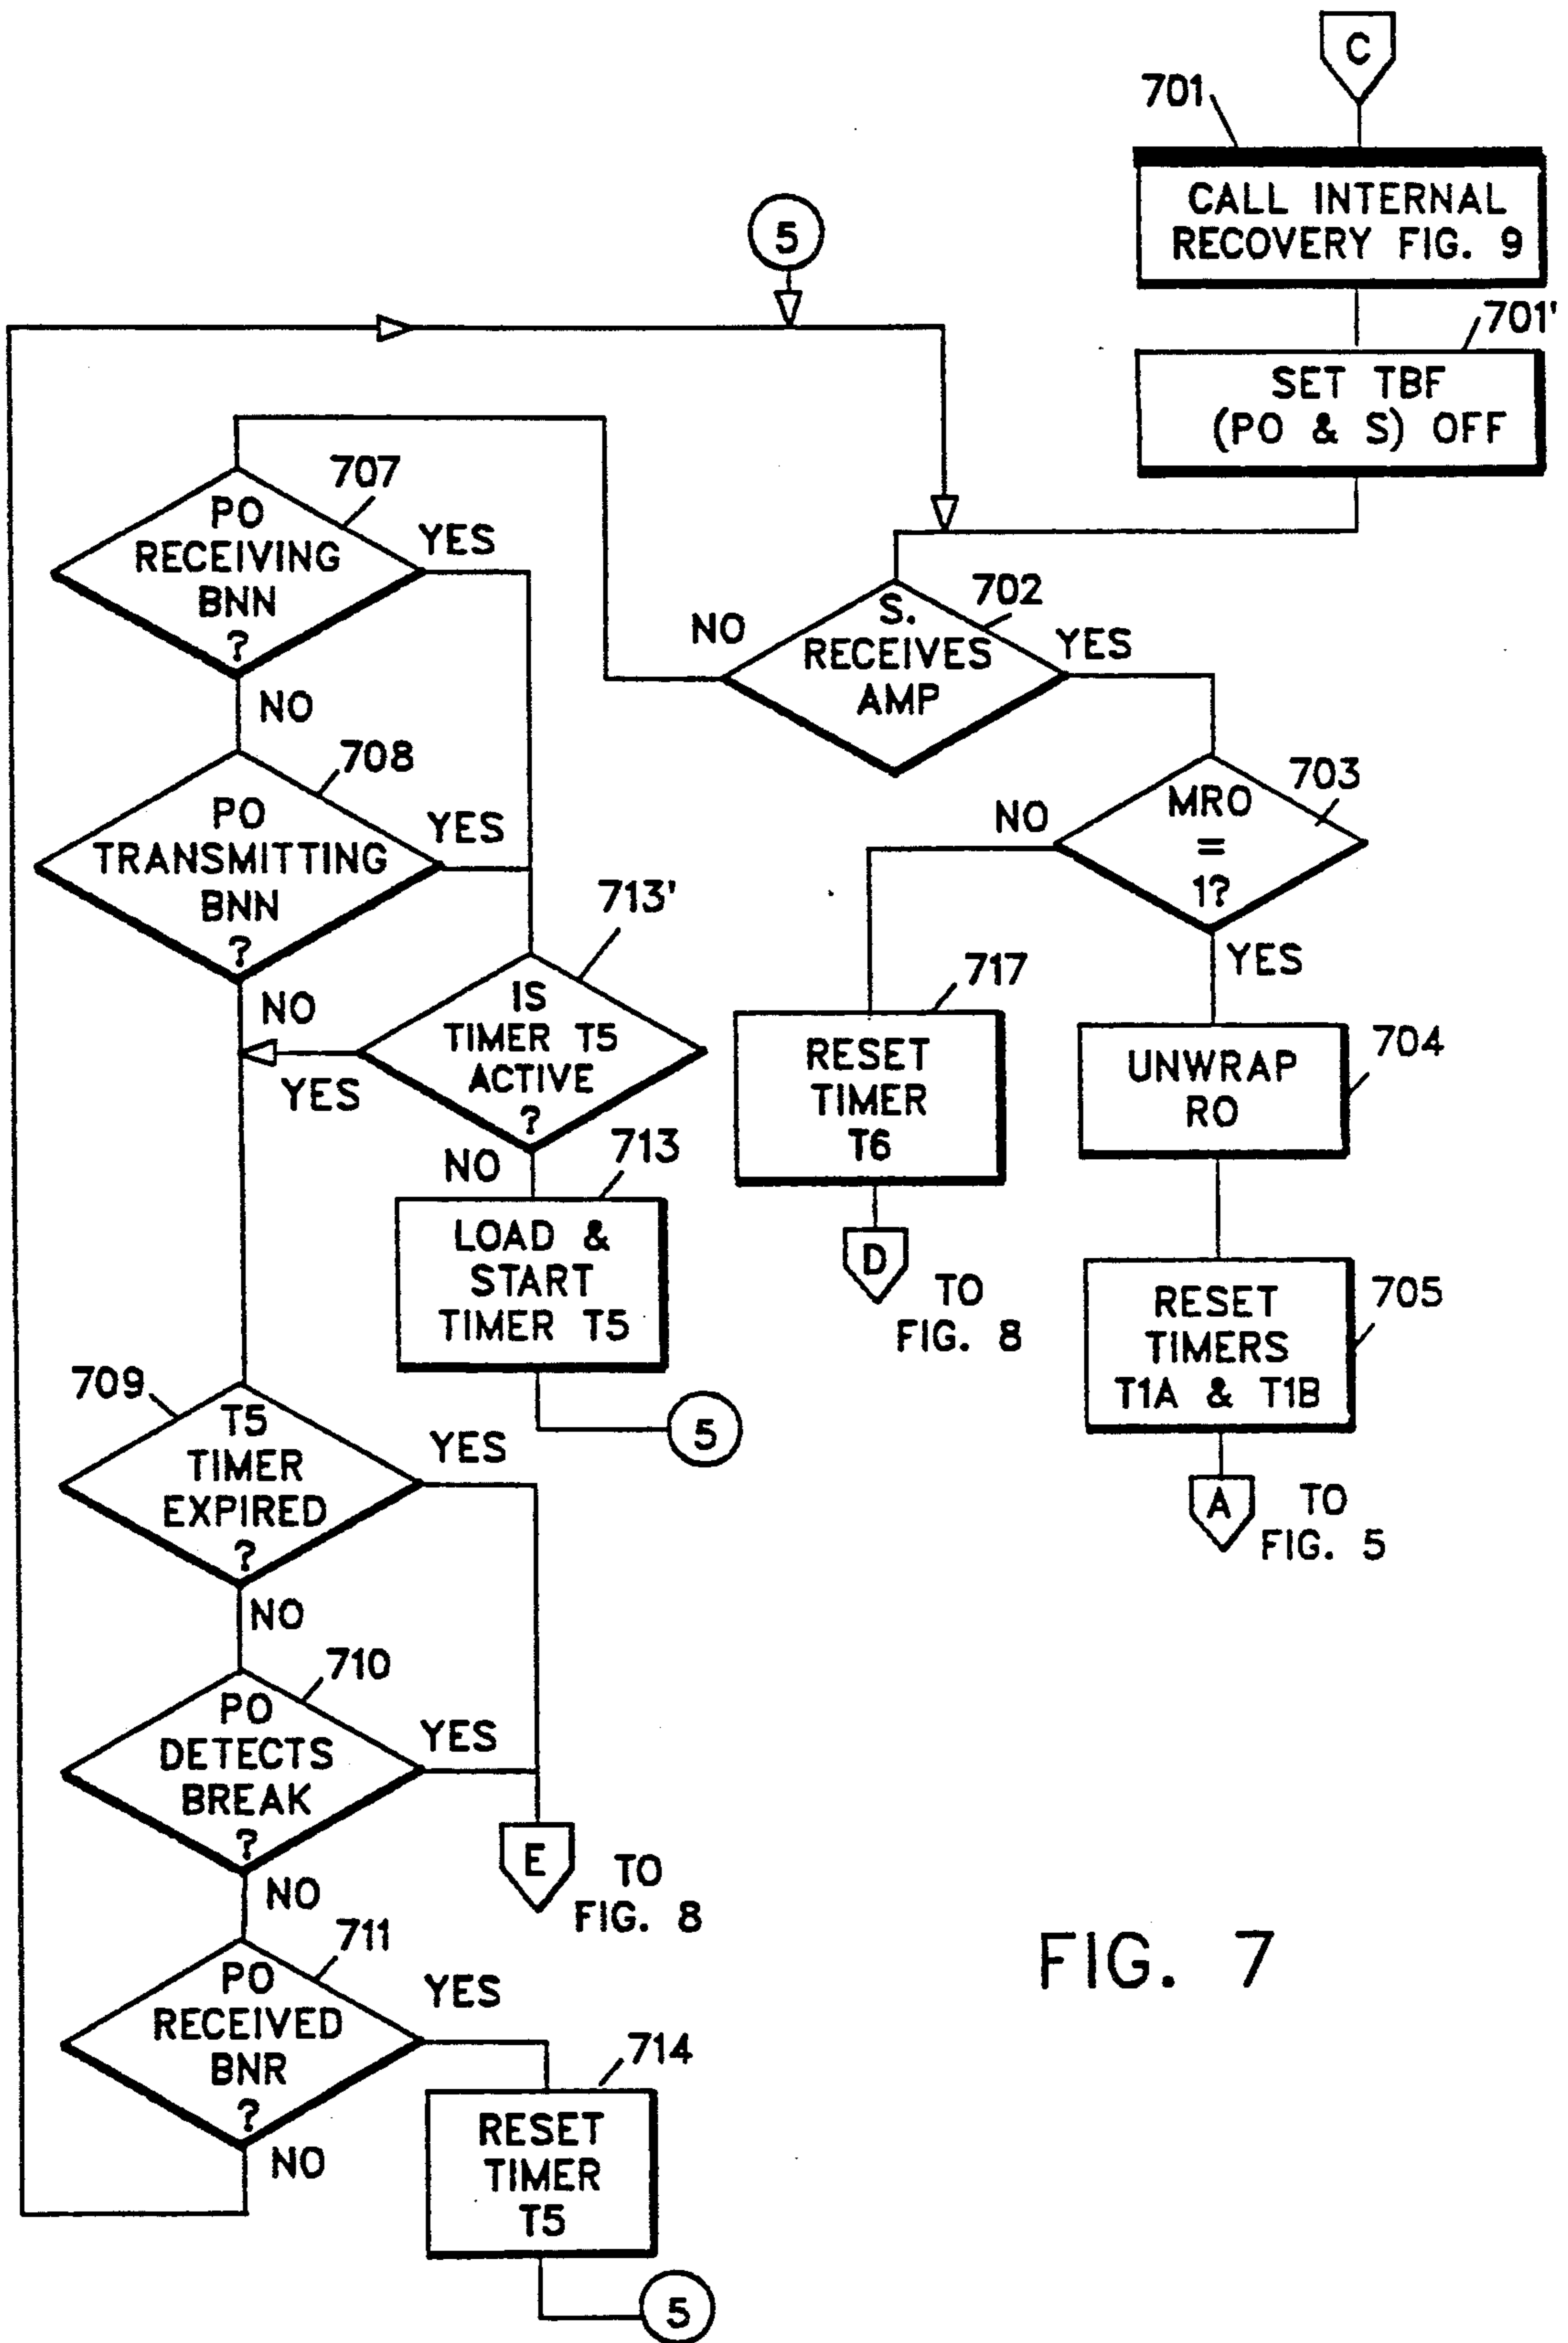 C
701
CALL INTERNAL
RECOVERY FIG. 9
5
701'
SET TBF
(PO & S) OFF
707
PO
RECEIVING
BNN
?
YES
NO
702
S.
RECEIVES
AMP
NO
YES
708
PO
TRANSMITTING
BNN
?
YES
NO
703
MRO
=
1?
NO
YES
713'
IS
TIMER T5
ACTIVE
?
YES
NO
717
RESET
TIMER
T6
704
UNWRAP
RO
713
LOAD &
START
TIMER T5
5
D
TO
FIG. 8
705
RESET
TIMERS
T1A & T1B
A
TO
FIG. 5
709
T5
TIMER
EXPIRED
?
YES
NO
710
PO
DETECTS
BREAK
?
YES
NO
E
TO
FIG. 8
711
PO
RECEIVED
BNR
?
YES
NO
714
RESET
TIMER
T5
5
FIG. 7